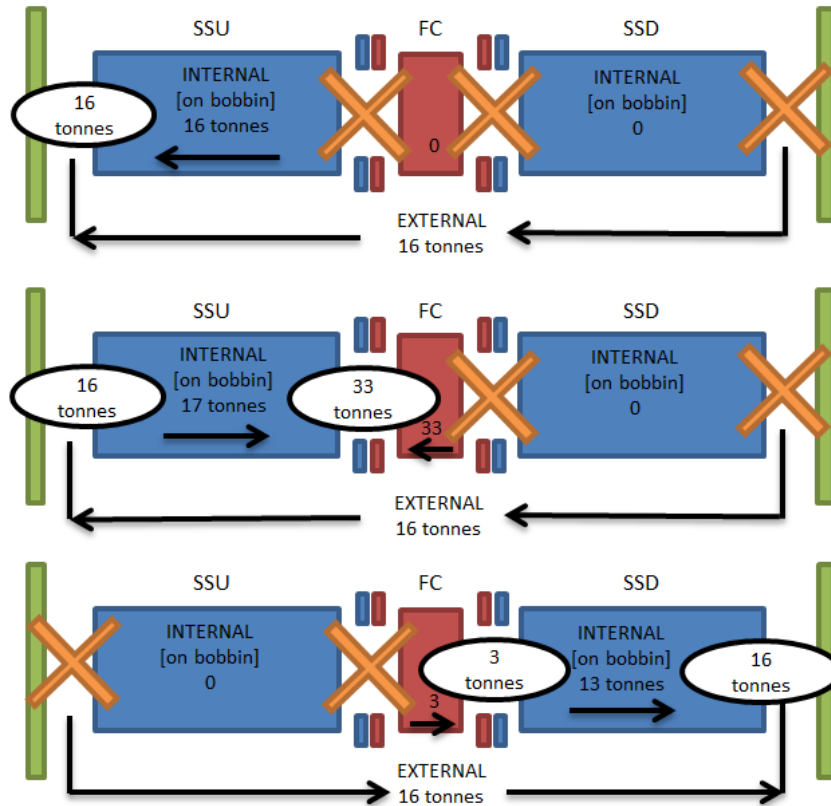 SSU FC SSD
INTERNAL
[on bobbin]
16 tonnes
INTERNAL
[on bobbin]
0
16
tonnes
0
EXTERNAL
16 tonnes
SSU FC SSD
INTERNAL
[on bobbin]
17 tonnes
INTERNAL
[on bobbin]
0
16
tonnes
33
tonnes
33
EXTERNAL
16 tonnes
SSU FC SSD
INTERNAL
[on bobbin]
0
INTERNAL
[on bobbin]
13 tonnes
3
tonnes
16
tonnes
3
EXTERNAL
16 tonnes